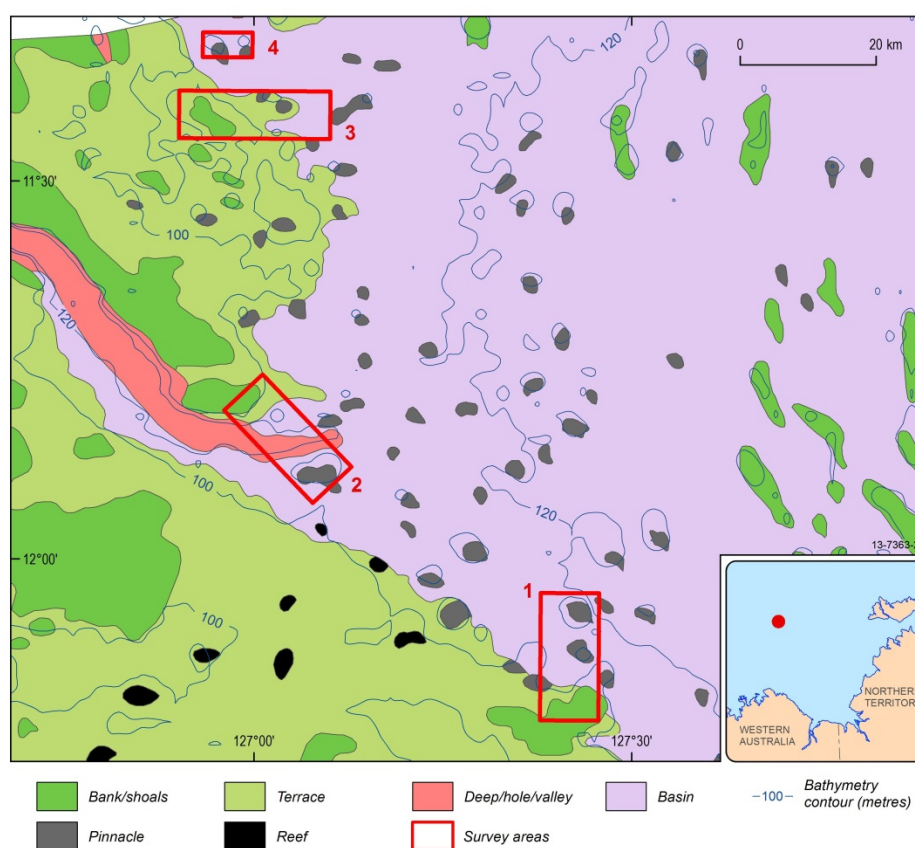 4
120
0
20 km
3
11°30'
100
120
2
100
120
12°00'
13-7363-
1
100
127°00'
127°30'
NORTHER
TERRITOR
WESTERN
AUSTRALIA
Bank/shoals
Terrace
Deep/hole/valley
Basin
–100– Bathymetry
contour (metres)
Pinnacle
Reef
Survey areas